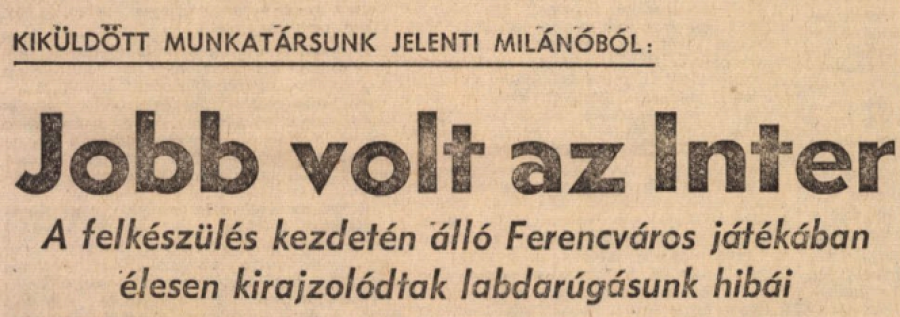 KIKÜLDÖTT MUNKATÁRSUNK JELENTI MILÁNÓBÓL:
Jobb volt az Inter
A felkészülés kezdetén álló Ferencváros játékában
élesen kirajzolódtak labdarúgásunk hibái